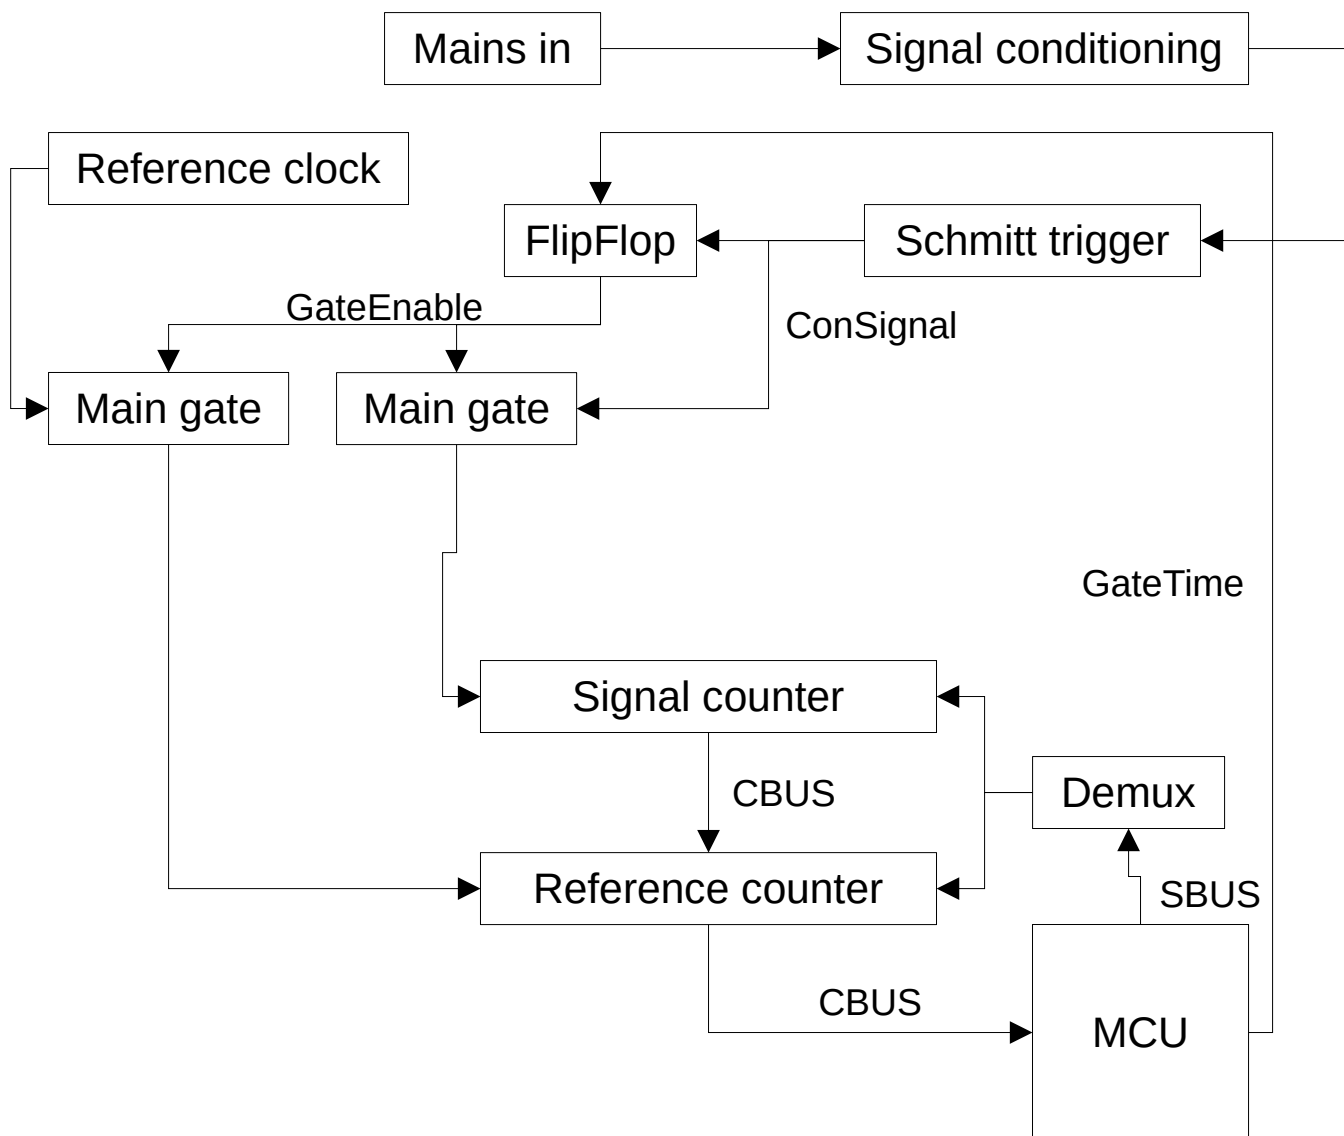 Mains in
Signal conditioning
Reference clock
FlipFlop
Schmitt trigger
GateEnable
ConSignal
Main gate
Main gate
GateTime
Signal counter
CBUS
Demux
Reference counter
SBUS
CBUS
MCU